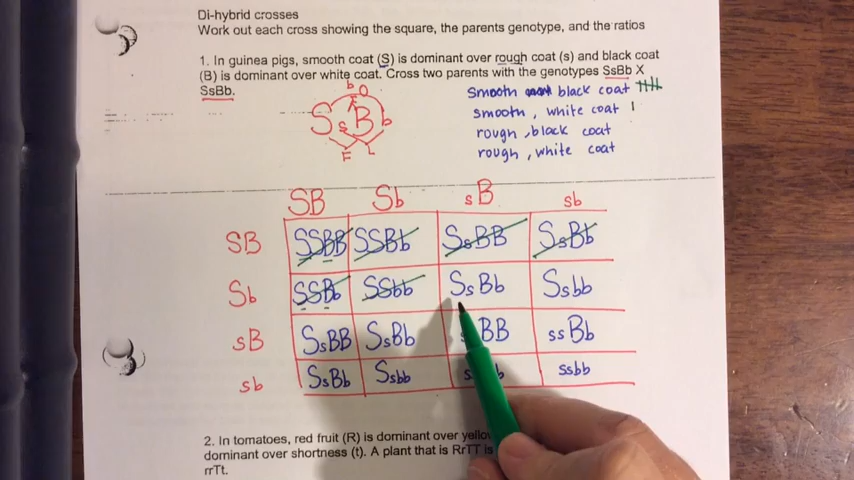 Di-hybrid crosses
Work out each cross showing the square, the parents genotype, and the ratios
1. In guinea pigs, smooth coat (S) is dominant over rough coat (s) and black coat
(B) is dominant over white coat. Cross two parents with the genotypes SsBb X
SsBb.
Smooth black coat
smooth, white coat
rough, black coat
rough, white coat
b O
F
S s B b
F L
SB Sb sB sb
SB SSBB SSBb SsBB SsBb
Sb SSBb SSbb SsBb Ssbb
sB SsBB SsBb BB ssBb
sb SsBb Ssbb ssbb
2. In tomatoes, red fruit (R) is dominant over
dominant over shortness (t). A plant that is RrTT is
rrTt.